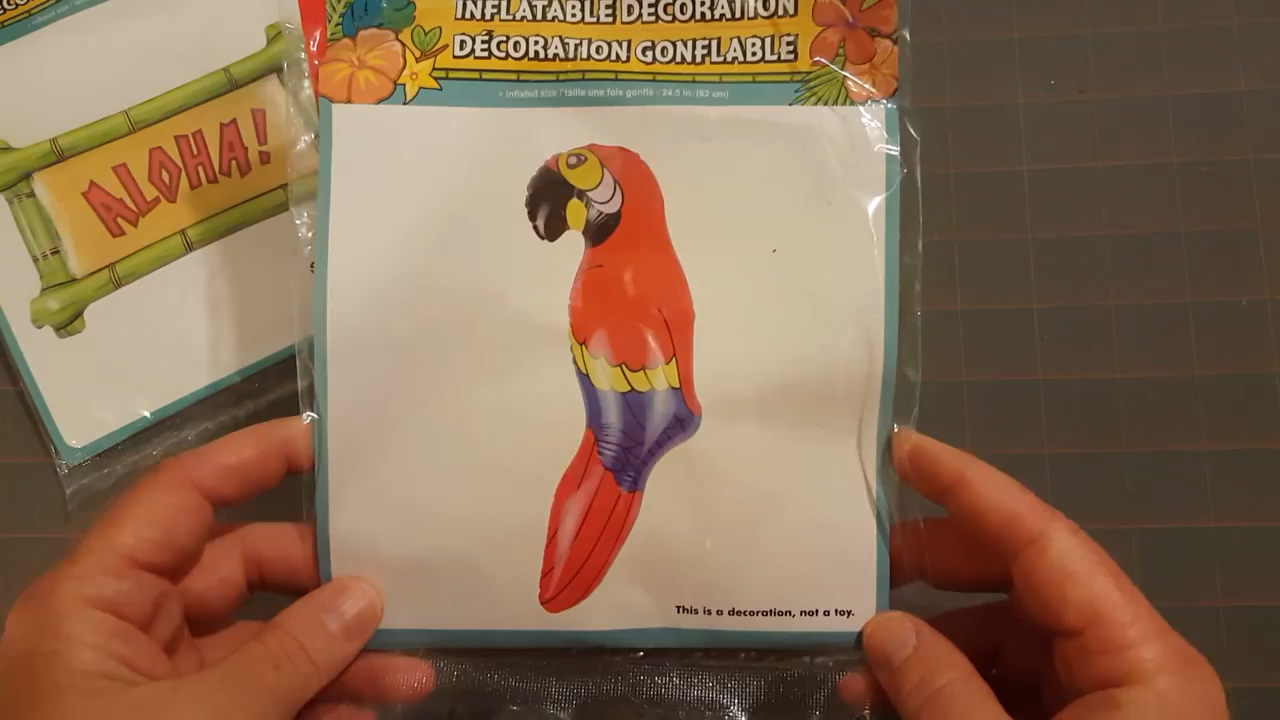 INFLATABLE DECORATION
DÉCORATION GONFLABLE
• inflated size / taille une fois gonflé : 24.5 in. (62 cm)
ALOHA!
This is a decoration, not a toy.